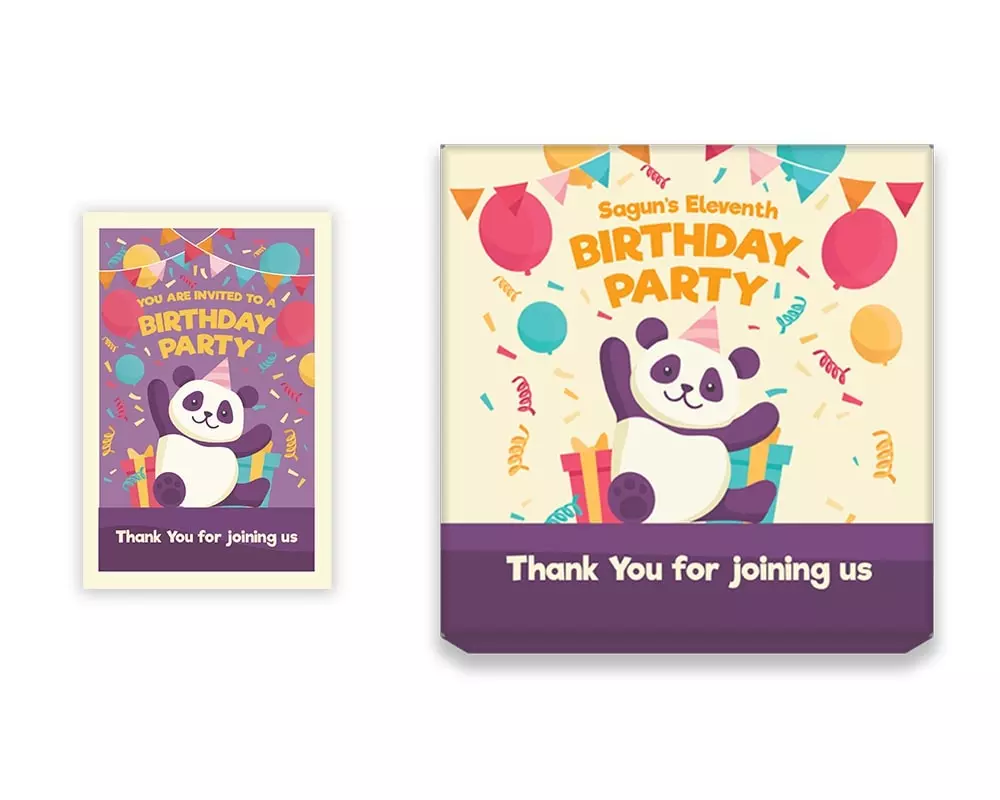 YOU ARE INVITED TO A
BIRTHDAY
PARTY
Thank You for joining us
Sagun's Eleventh
BIRTHDAY
PARTY
Thank You for joining us